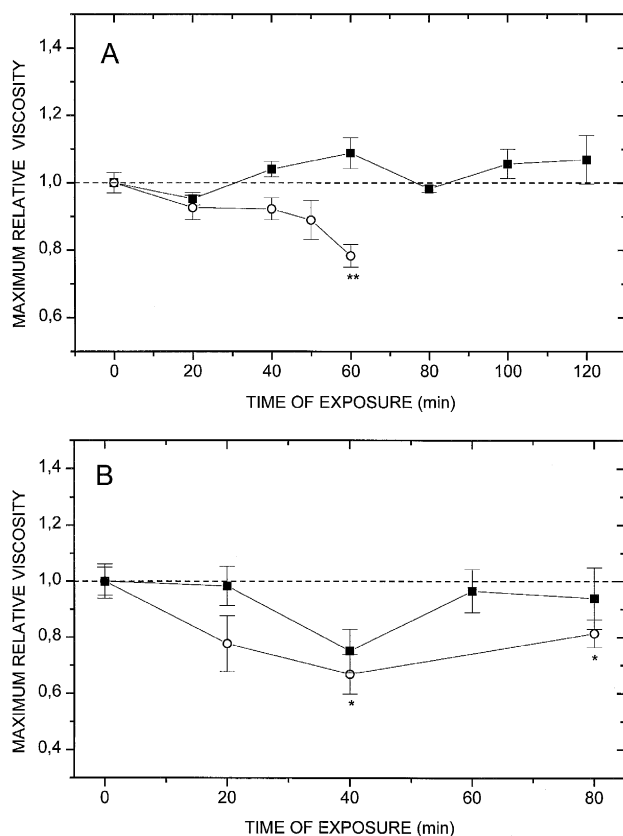 A
MAXIMUM RELATIVE VISCOSITY
1,4
1,2
1,0
0,8
0,6
**
0 20 40 60 80 100 120
TIME OF EXPOSURE (min)
B
MAXIMUM RELATIVE VISCOSITY
1,4
1,2
1,0
0,8
0,6
0,4
*
*
0 20 40 60 80
TIME OF EXPOSURE (min)